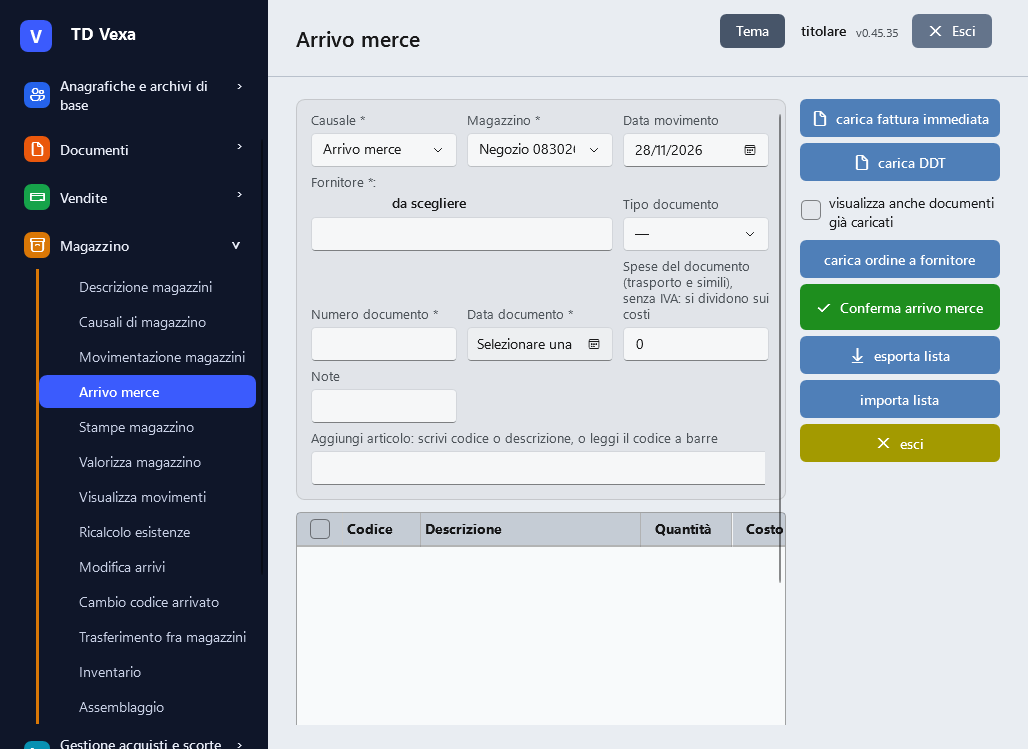 V
TD Vexa
Anagrafiche e archivi di
base
Documenti
Vendite
Magazzino
Descrizione magazzini
Causali di magazzino
Movimentazione magazzini
Arrivo merce
Stampe magazzino
Valorizza magazzino
Visualizza movimenti
Ricalcolo esistenze
Modifica arrivi
Cambio codice arrivato
Trasferimento fra magazzini
Inventario
Assemblaggio
Gestione acquisti e scorte
Arrivo merce
Tema
titolare v0.45.35
Esci
Causale *
Magazzino *
Data movimento
Arrivo merce
Negozio 08302
28/11/2026
Fornitore *:
da scegliere
Tipo documento
—
Spese del documento
(trasporto e simili),
senza IVA: si dividono sui
costi
Numero documento *
Data documento *
Selezionare una
0
Note
Aggiungi articolo: scrivi codice o descrizione, o leggi il codice a barre
Codice
Descrizione
Quantità
Costo
carica fattura immediata
carica DDT
visualizza anche documenti
già caricati
carica ordine a fornitore
Conferma arrivo merce
esporta lista
importa lista
esci